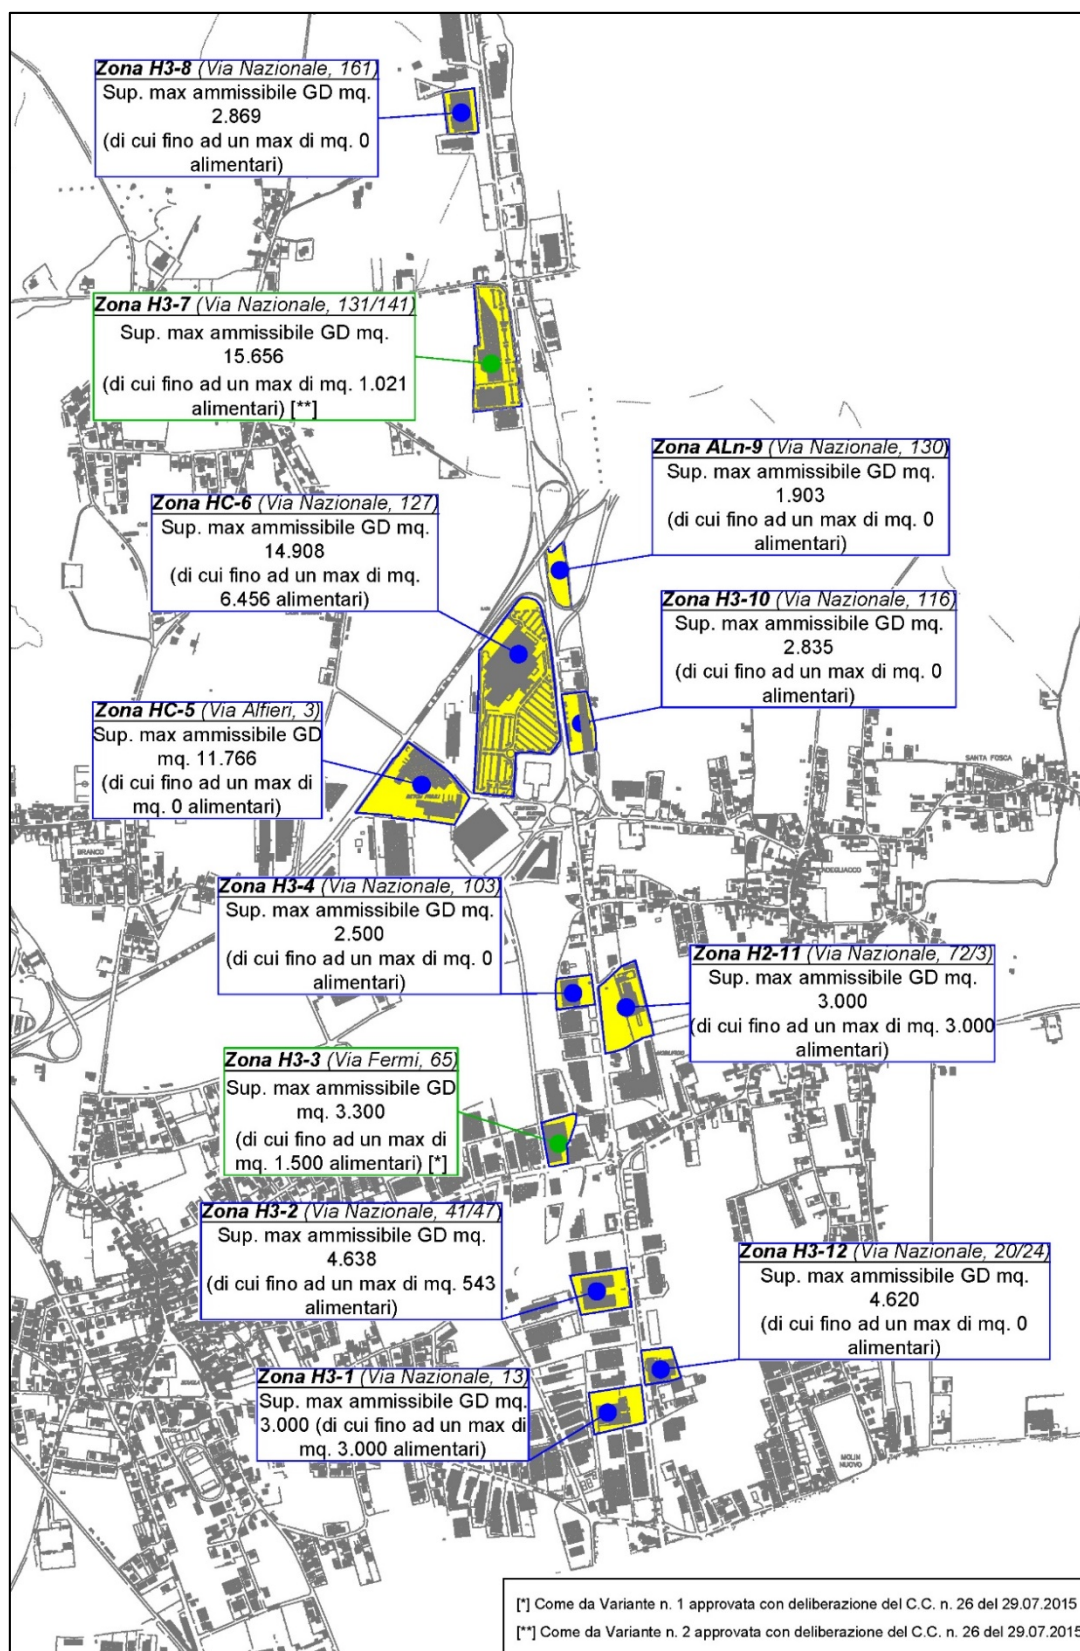 Zona H3-8 (Via Nazionale, 161)
Sup. max ammissibile GD mq.
2.869
(di cui fino ad un max di mq. 0
alimentari)
Zona H3-7 (Via Nazionale, 131/141)
Sup. max ammissibile GD mq.
15.656
(di cui fino ad un max di mq. 1.021
alimentari) [**]
Zona ALn-9 (Via Nazionale, 130)
Sup. max ammissibile GD mq.
1.903
(di cui fino ad un max di mq. 0
alimentari)
Zona HC-6 (Via Nazionale, 127)
Sup. max ammissibile GD mq.
14.908
(di cui fino ad un max di mq.
6.456 alimentari)
Zona H3-10 (Via Nazionale, 116)
Sup. max ammissibile GD mq.
2.835
(di cui fino ad un max di mq. 0
alimentari)
Zona HC-5 (Via Alfieri, 3)
Sup. max ammissibile GD
mq. 11.766
(di cui fino ad un max di
mq. 0 alimentari)
SANTA FOSCA
BRANCO
Zona H3-4 (Via Nazionale, 103)
Sup. max ammissibile GD mq.
2.500
(di cui fino ad un max di mq. 0
alimentari)
Zona H2-11 (Via Nazionale, 72/3)
Sup. max ammissibile GD mq.
3.000
(di cui fino ad un max di mq. 3.000
alimentari)
Zona H3-3 (Via Fermi, 65)
Sup. max ammissibile GD
mq. 3.300
(di cui fino ad un max di
mq. 1.500 alimentari) [*]
Zona H3-2 (Via Nazionale, 41/47)
Sup. max ammissibile GD mq.
4.638
(di cui fino ad un max di mq. 543
alimentari)
Zona H3-12 (Via Nazionale, 20/24)
Sup. max ammissibile GD mq.
4.620
(di cui fino ad un max di mq. 0
alimentari)
Zona H3-1 (Via Nazionale, 13)
Sup. max ammissibile GD mq.
3.000 (di cui fino ad un max di
mq. 3.000 alimentari)
MOLIN
NUOVO
[*] Come da Variante n. 1 approvata con deliberazione del C.C. n. 26 del 29.07.2015
[**] Come da Variante n. 2 approvata con deliberazione del C.C. n. 26 del 29.07.2015